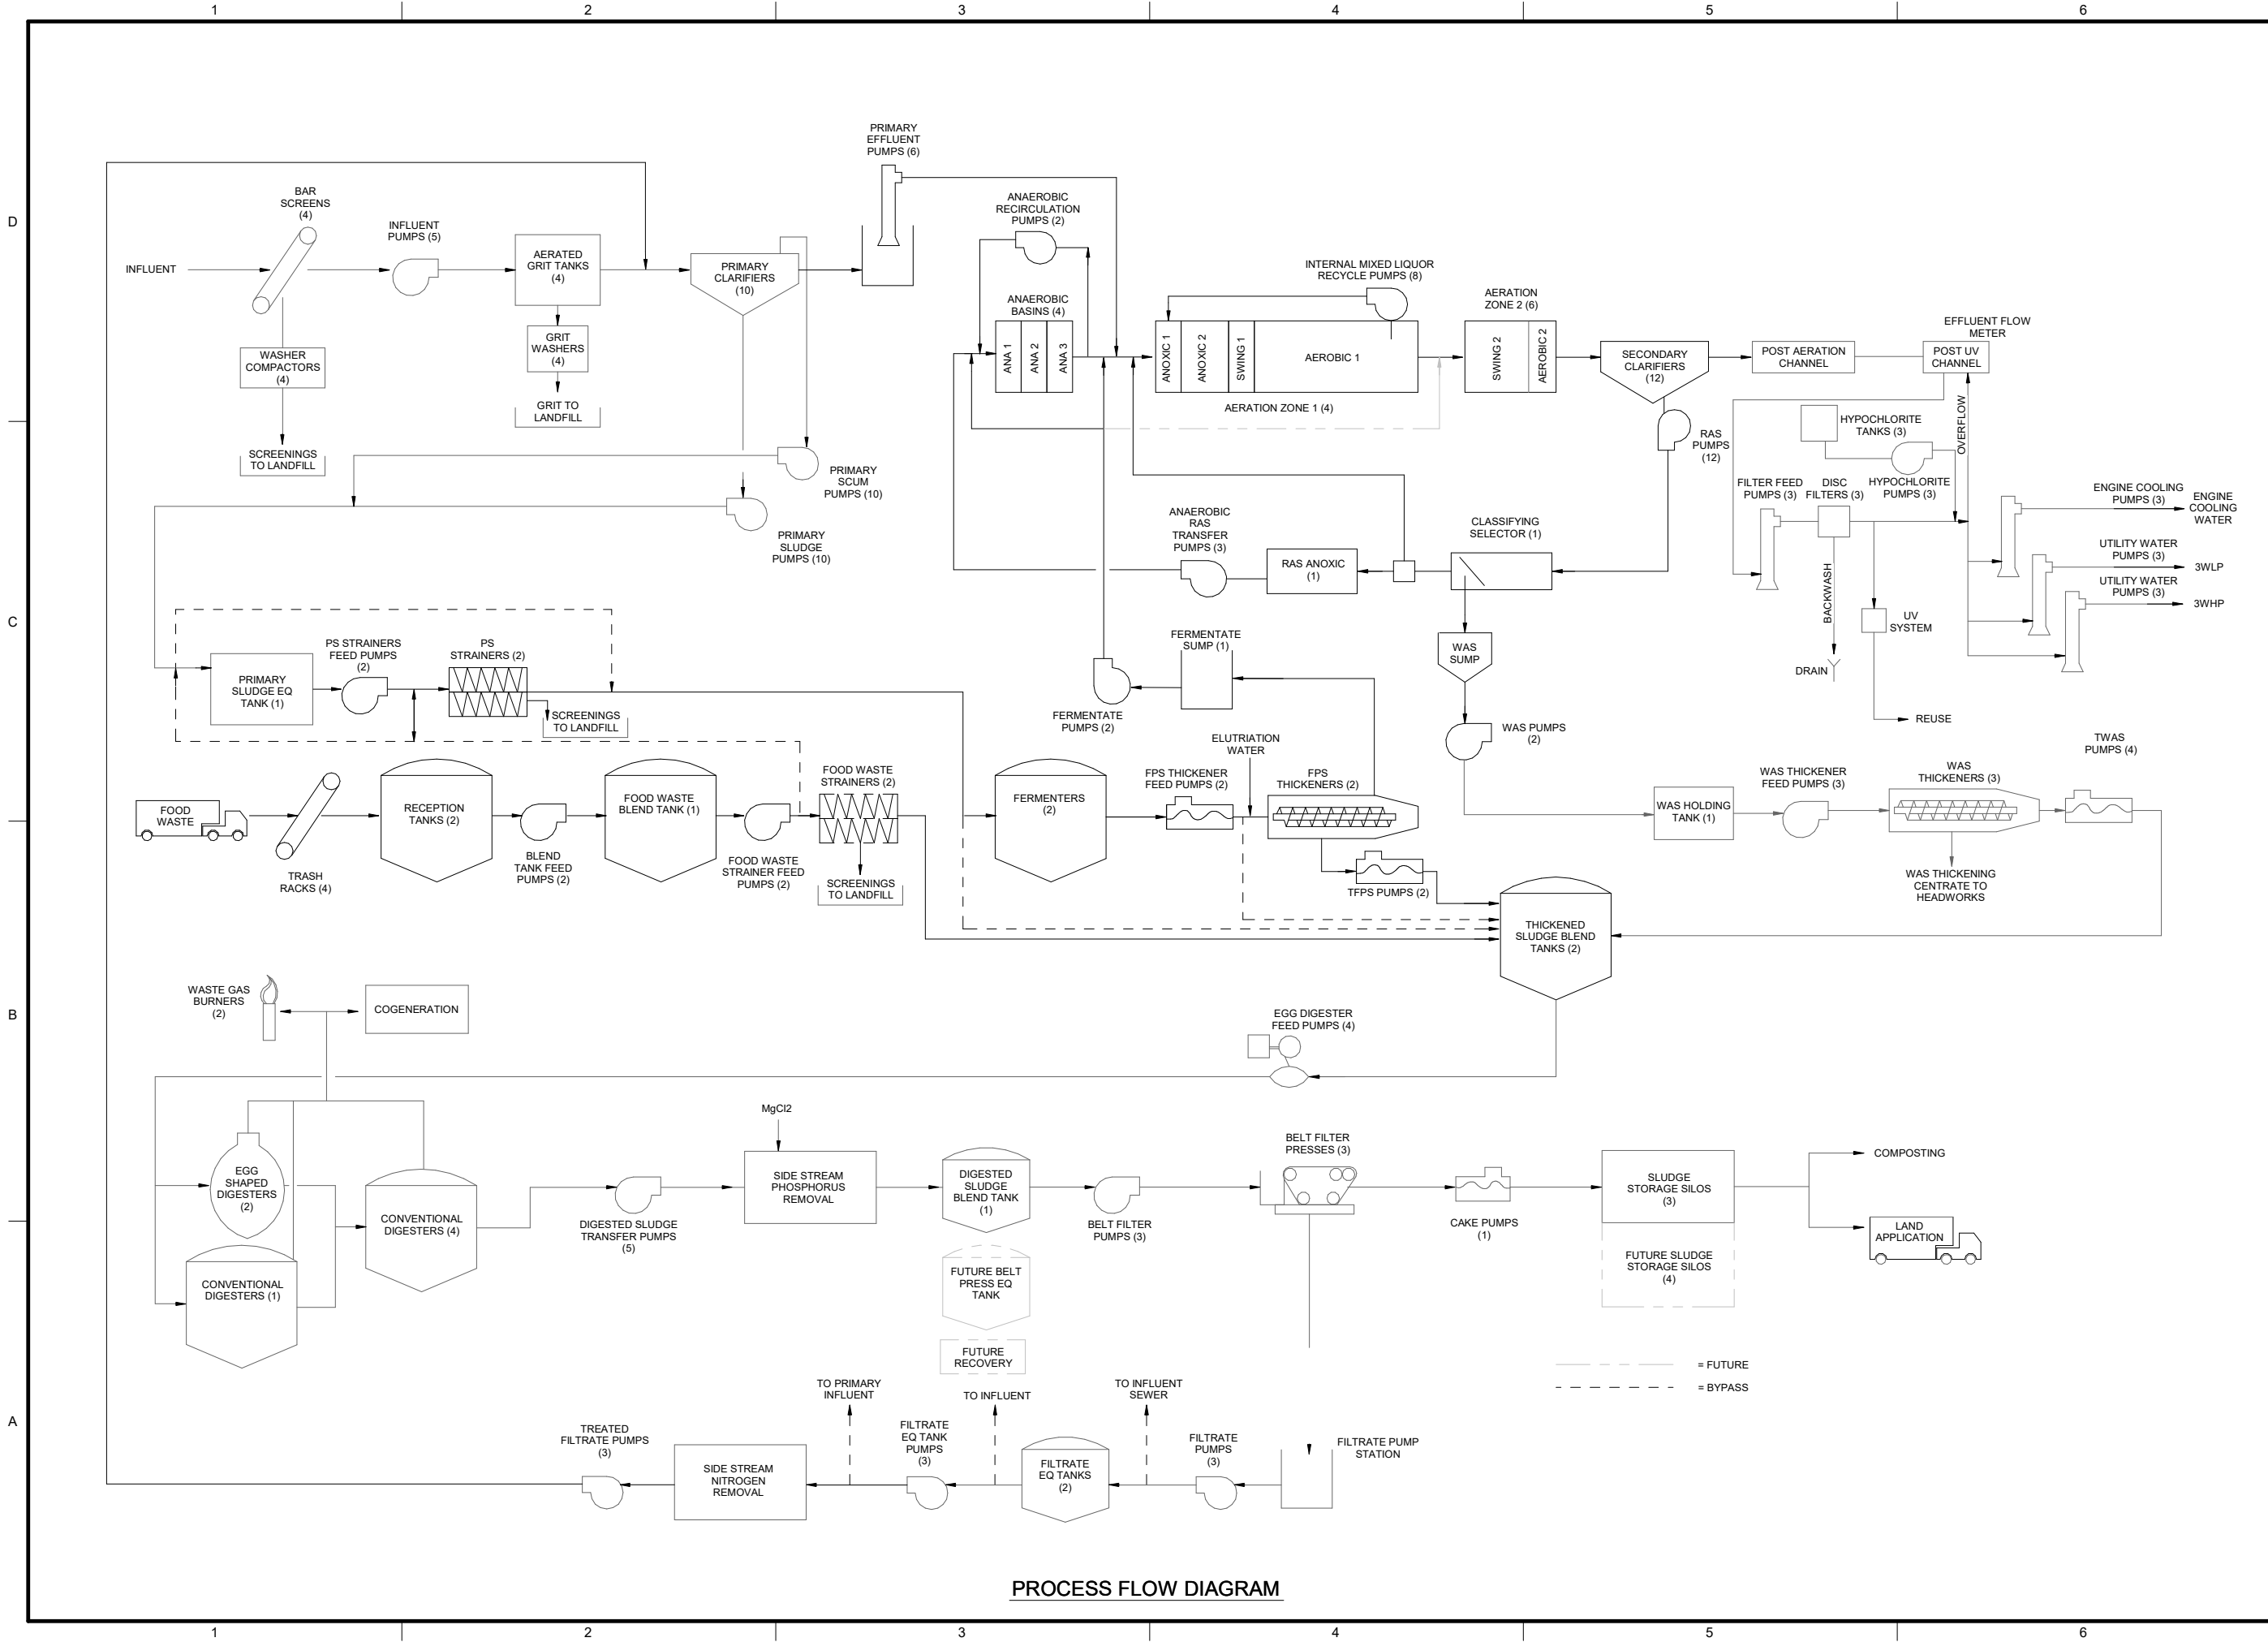 1
2
3
4
5
6
D
C
B
A
PRIMARY
EFFLUENT
PUMPS (6)
BAR
SCREENS
(4)
INFLUENT
PUMPS (5)
INFLUENT
AERATED
GRIT TANKS
(4)
PRIMARY
CLARIFIERS
(10)
WASHER
COMPACTORS
(4)
GRIT
WASHERS
(4)
GRIT TO
LANDFILL
SCREENINGS
TO LANDFILL
PRIMARY
SCUM
PUMPS (10)
PRIMARY
SLUDGE
PUMPS (10)
ANAEROBIC
RECIRCULATION
PUMPS (2)
ANAEROBIC
BASINS (4)
ANA 1
ANA 2
ANA 3
INTERNAL MIXED LIQUOR
RECYCLE PUMPS (8)
ANOXIC 1
ANOXIC 2
SWING 1
AEROBIC 1
AERATION ZONE 1 (4)
AERATION
ZONE 2 (6)
SWING 2
AEROBIC 2
SECONDARY
CLARIFIERS
(12)
POST AERATION
CHANNEL
EFFLUENT FLOW
METER
POST UV
CHANNEL
RAS
PUMPS
(12)
HYPOCHLORITE
TANKS (3)
OVERFLOW
FILTER FEED
PUMPS (3)
DISC
FILTERS (3)
HYPOCHLORITE
PUMPS (3)
ENGINE COOLING
PUMPS (3)
ENGINE
COOLING
WATER
UTILITY WATER
PUMPS (3)
3WLP
UTILITY WATER
PUMPS (3)
3WHP
BACKWASH
UV
SYSTEM
DRAIN
REUSE
ANAEROBIC
RAS
TRANSFER
PUMPS (3)
RAS ANOXIC
(1)
CLASSIFYING
SELECTOR (1)
WAS
SUMP
WAS PUMPS
(2)
FERMENTATE
SUMP (1)
FERMENTATE
PUMPS (2)
PS STRAINERS
FEED PUMPS
(2)
PS
STRAINERS (2)
PRIMARY
SLUDGE EQ
TANK (1)
SCREENINGS
TO LANDFILL
FOOD
WASTE
TRASH
RACKS (4)
RECEPTION
TANKS (2)
BLEND
TANK FEED
PUMPS (2)
FOOD WASTE
BLEND TANK (1)
FOOD WASTE
STRAINER FEED
PUMPS (2)
FOOD WASTE
STRAINERS (2)
SCREENINGS
TO LANDFILL
FERMENTERS
(2)
FPS THICKENER
FEED PUMPS (2)
ELUTRIATION
WATER
FPS
THICKENERS (2)
TFPS PUMPS (2)
WAS HOLDING
TANK (1)
WAS THICKENER
FEED PUMPS (3)
WAS
THICKENERS (3)
TWAS
PUMPS (4)
WAS THICKENING
CENTRATE TO
HEADWORKS
THICKENED
SLUDGE BLEND
TANKS (2)
WASTE GAS
BURNERS
(2)
COGENERATION
EGG DIGESTER
FEED PUMPS (4)
EGG
SHAPED
DIGESTERS
(2)
CONVENTIONAL
DIGESTERS (4)
CONVENTIONAL
DIGESTERS (1)
DIGESTED SLUDGE
TRANSFER PUMPS
(5)
MgCl2
SIDE STREAM
PHOSPHORUS
REMOVAL
DIGESTED
SLUDGE
BLEND TANK
(1)
BELT FILTER
PUMPS (3)
BELT FILTER
PRESSES (3)
CAKE PUMPS
(1)
SLUDGE
STORAGE SILOS
(3)
FUTURE SLUDGE
STORAGE SILOS
(4)
COMPOSTING
LAND
APPLICATION
FUTURE BELT
PRESS EQ
TANK
FUTURE
RECOVERY
= FUTURE
= BYPASS
TO PRIMARY
INFLUENT
TO INFLUENT
TO INFLUENT
SEWER
TREATED
FILTRATE PUMPS
(3)
SIDE STREAM
NITROGEN
REMOVAL
FILTRATE
EQ TANK
PUMPS
(3)
FILTRATE
EQ TANKS
(2)
FILTRATE
PUMPS
(3)
FILTRATE PUMP
STATION
PROCESS FLOW DIAGRAM
1
2
3
4
5
6